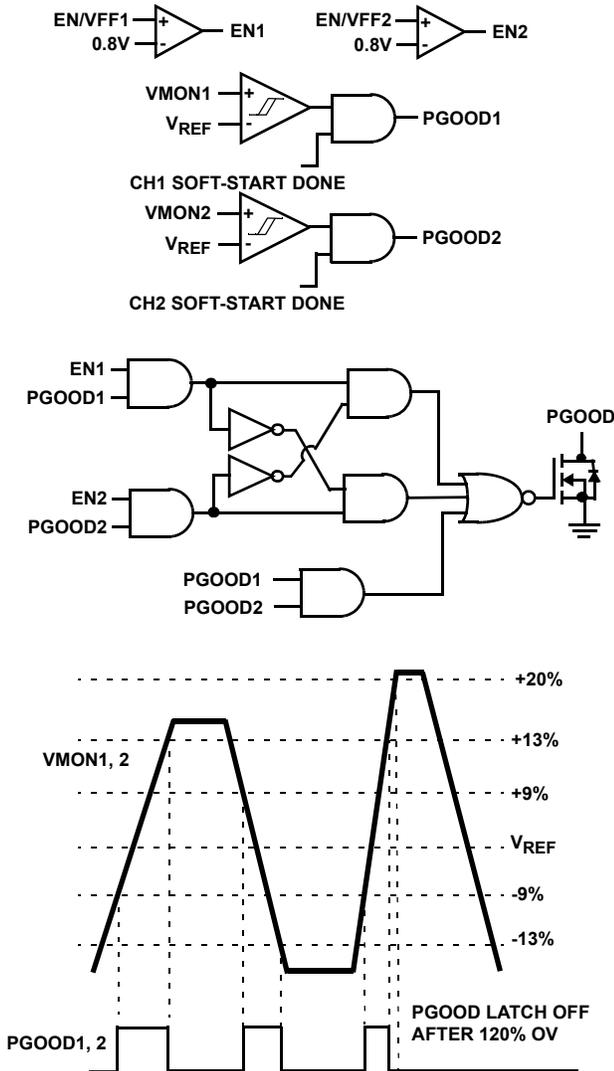 EN/VFF1
+
EN1
0.8V
-
EN/VFF2
+
EN2
0.8V
-
VMON1
+
VREF
-
PGOOD1
CH1 SOFT-START DONE
VMON2
+
VREF
-
PGOOD2
CH2 SOFT-START DONE
EN1
PGOOD1
EN2
PGOOD2
PGOOD
PGOOD1
PGOOD2
+20%
+13%
VMON1, 2
+9%
VREF
-9%
-13%
PGOOD LATCH OFF
AFTER 120% OV
PGOOD1, 2